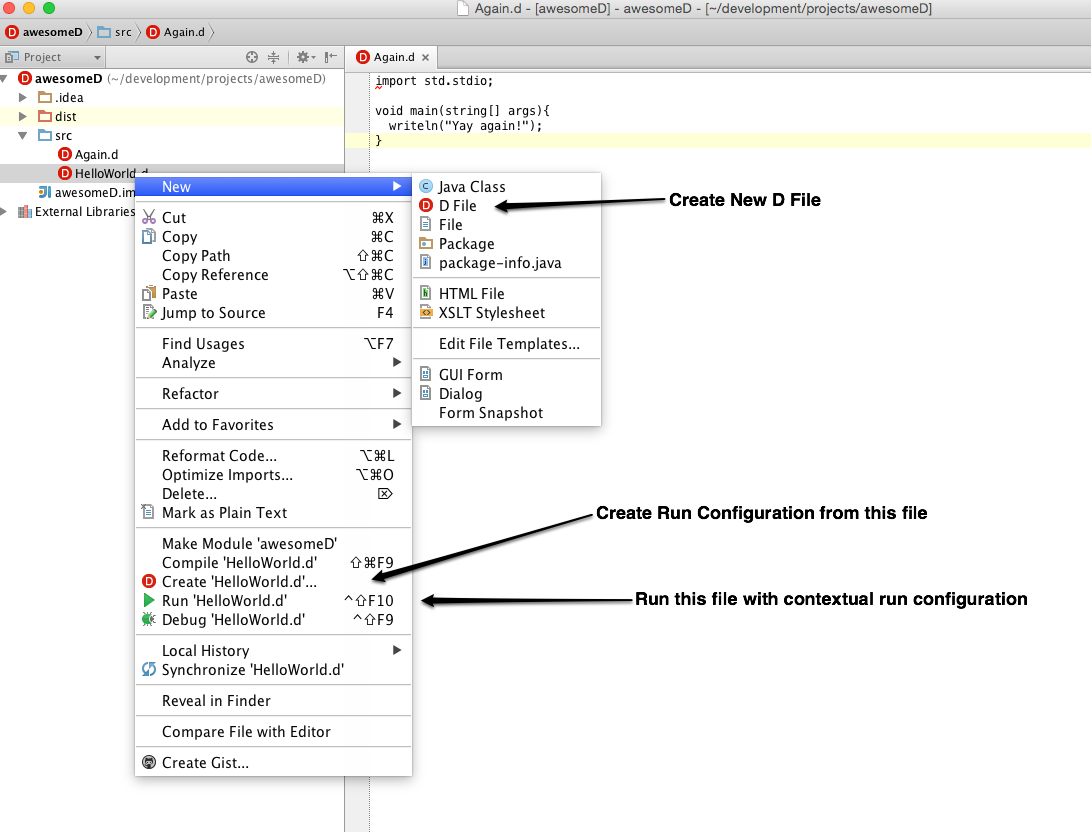 Again.d - [awesomeD] - awesomeD - [~/development/projects/awesomeD]
awesomeD src Again.d
Project
Again.d
awesomeD (~/development/projects/awesomeD)
.idea
dist
src
Again.d
HelloWorld.d
awesomeD.im
External Libraries
import std.stdio;
void main(string[] args){
writeln("Yay again!");
}
New
Cut ⌘X
Copy ⌘C
Copy Path ⇧⌘C
Copy Reference ⌥⇧⌘C
Paste ⌘V
Jump to Source F4
Find Usages ⌥F7
Analyze
Refactor
Add to Favorites
Reformat Code... ⌥⌘L
Optimize Imports... ⌥⌘O
Delete... ⌦
Mark as Plain Text
Make Module 'awesomeD'
Compile 'HelloWorld.d' ⇧⌘F9
Create 'HelloWorld.d'...
Run 'HelloWorld.d' ^⇧F10
Debug 'HelloWorld.d' ^⇧F9
Local History
Synchronize 'HelloWorld.d'
Reveal in Finder
Compare File with Editor
Create Gist...
Java Class
D File
File
Package
package-info.java
HTML File
XSLT Stylesheet
Edit File Templates...
GUI Form
Dialog
Form Snapshot
Create New D File
Create Run Configuration from this file
Run this file with contextual run configuration